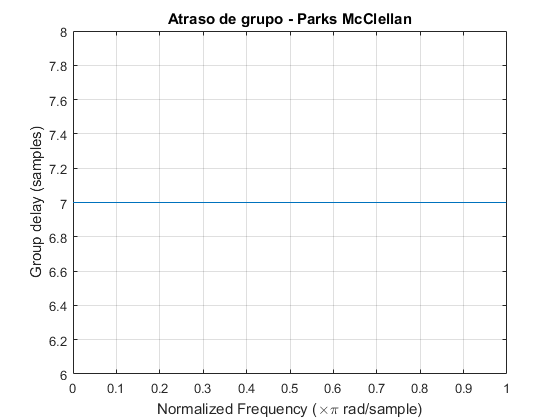 Atraso de grupo - Parks McClellan
8
7.8
7.6
7.4
7.2
7
6.8
6.6
6.4
6.2
6
Group delay (samples)
0 0.1 0.2 0.3 0.4 0.5 0.6 0.7 0.8 0.9 1
Normalized Frequency (×π rad/sample)